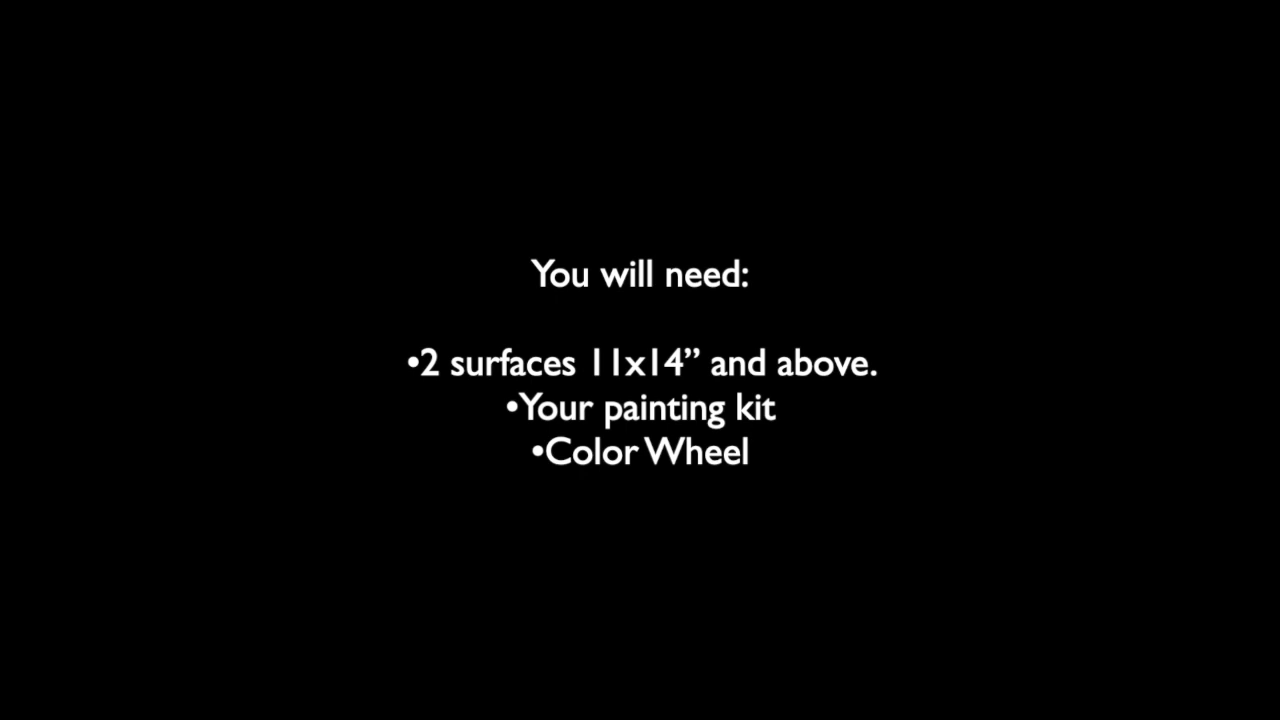 You will need:
•2 surfaces 11x14” and above.
•Your painting kit
•Color Wheel